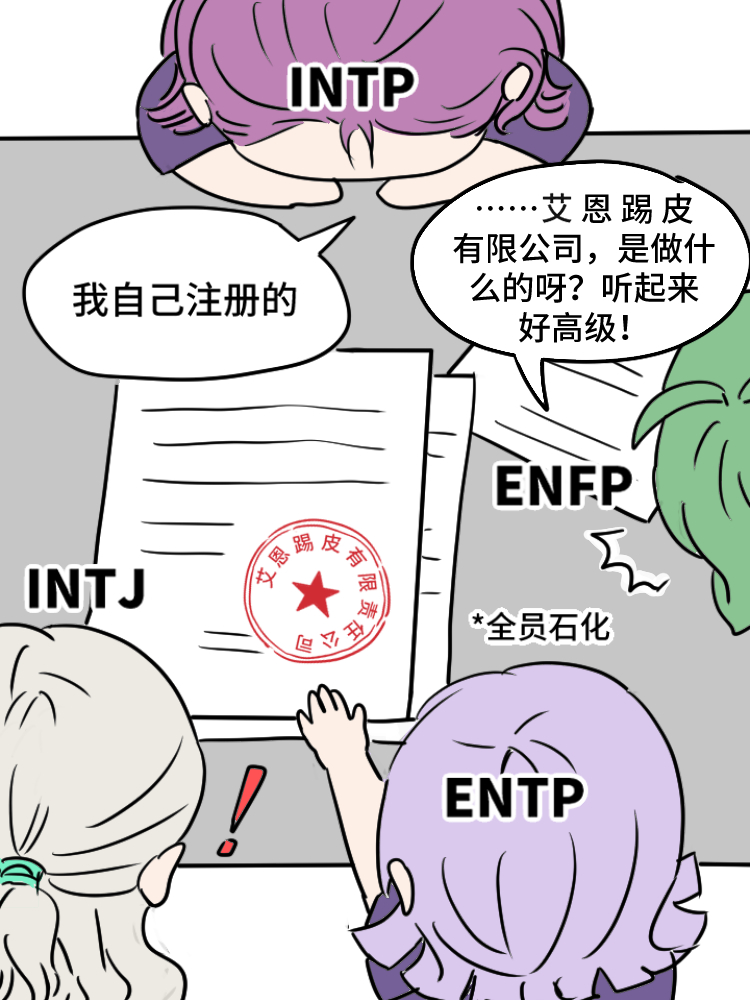 INTP
……艾恩踢皮
有限公司，是做什
么的呀？听起来
好高级！
我自己注册的
ENFP
INTJ
艾恩踢皮有限责任公司
*全员石化
ENTP